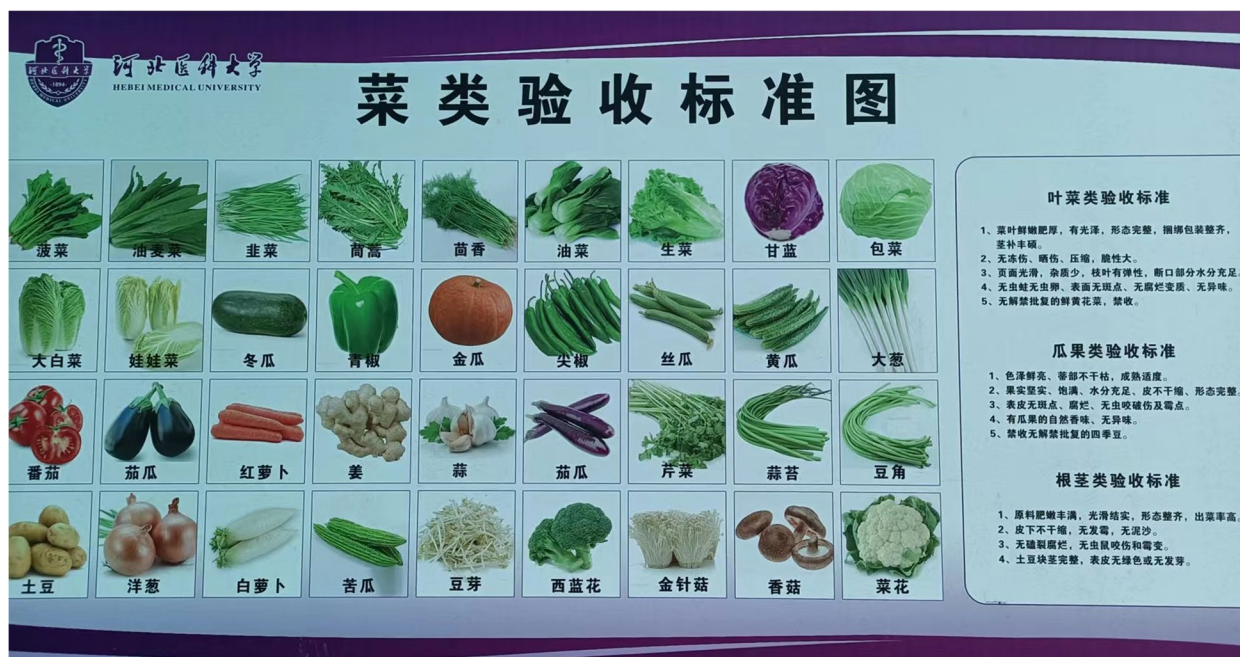 河北医科大学
HEBEI MEDICAL UNIVERSITY
河北医科大学
1894
菜类验收标准图
菠菜 油麦菜 韭菜 茼蒿 茴香 油菜 生菜 甘蓝 包菜
大白菜 娃娃菜 冬瓜 青椒 金瓜 尖椒 丝瓜 黄瓜 大葱
番茄 茄瓜 红萝卜 姜 蒜 茄瓜 芹菜 蒜苔 豆角
土豆 洋葱 白萝卜 苦瓜 豆芽 西蓝花 金针菇 香菇 菜花
叶菜类验收标准
1、菜叶鲜嫩肥厚，有光泽，形态完整，捆绑包装整齐，
茎补丰硕。
2、无冻伤、晒伤、压缩，脆性大。
3、页面光滑，杂质少，枝叶有弹性，断口部分水分充足。
4、无虫蛀无虫卵、表面无斑点、无腐烂变质、无异味。
5、无解禁批复的鲜黄花菜，禁收。
瓜果类验收标准
1、色泽鲜亮、蒂部不干枯，成熟适度。
2、果实坚实、饱满、水分充足、皮不干缩、形态完整。
3、表皮无斑点、腐烂、无虫咬破伤及霉点。
4、有瓜果的自然香味、无异味。
5、禁收无解禁批复的四季豆。
根茎类验收标准
1、原料肥嫩丰满，光滑结实，形态整齐，出菜率高。
2、皮下不干缩，无发霉，无泥沙。
3、无磕裂腐烂，无虫鼠咬伤和霉变。
4、土豆块茎完整，表皮无绿色或无发芽。